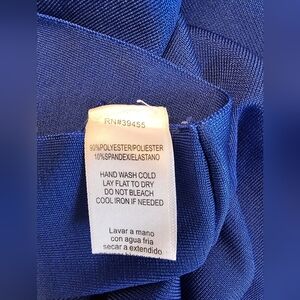 RN#39455
90%POLYESTER/POLIESTER
10%SPANDEX/ELASTANO
HAND WASH COLD
LAY FLAT TO DRY
DO NOT BLEACH
COOL IRON IF NEEDED
Lavar a mano
con agua fria
secar a extendido